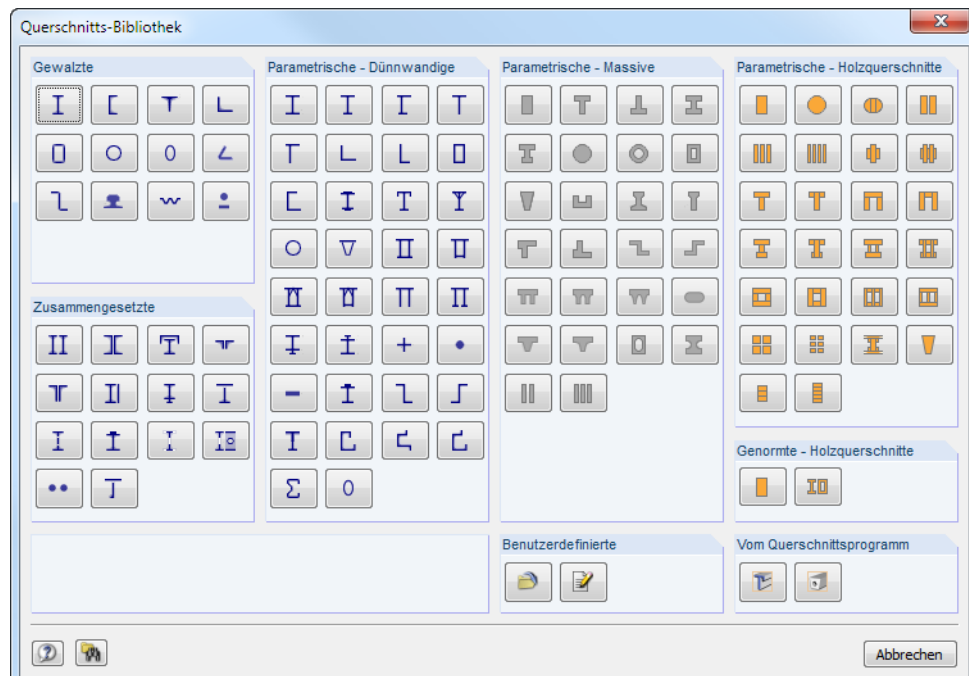 Querschnitts-Bibliothek
Gewalzte
Parametrische - Dünnwandige
Parametrische - Massive
Parametrische - Holzquerschnitte
Zusammengesetzte
Genormte - Holzquerschnitte
Benutzerdefinierte
Vom Querschnittsprogramm
Abbrechen